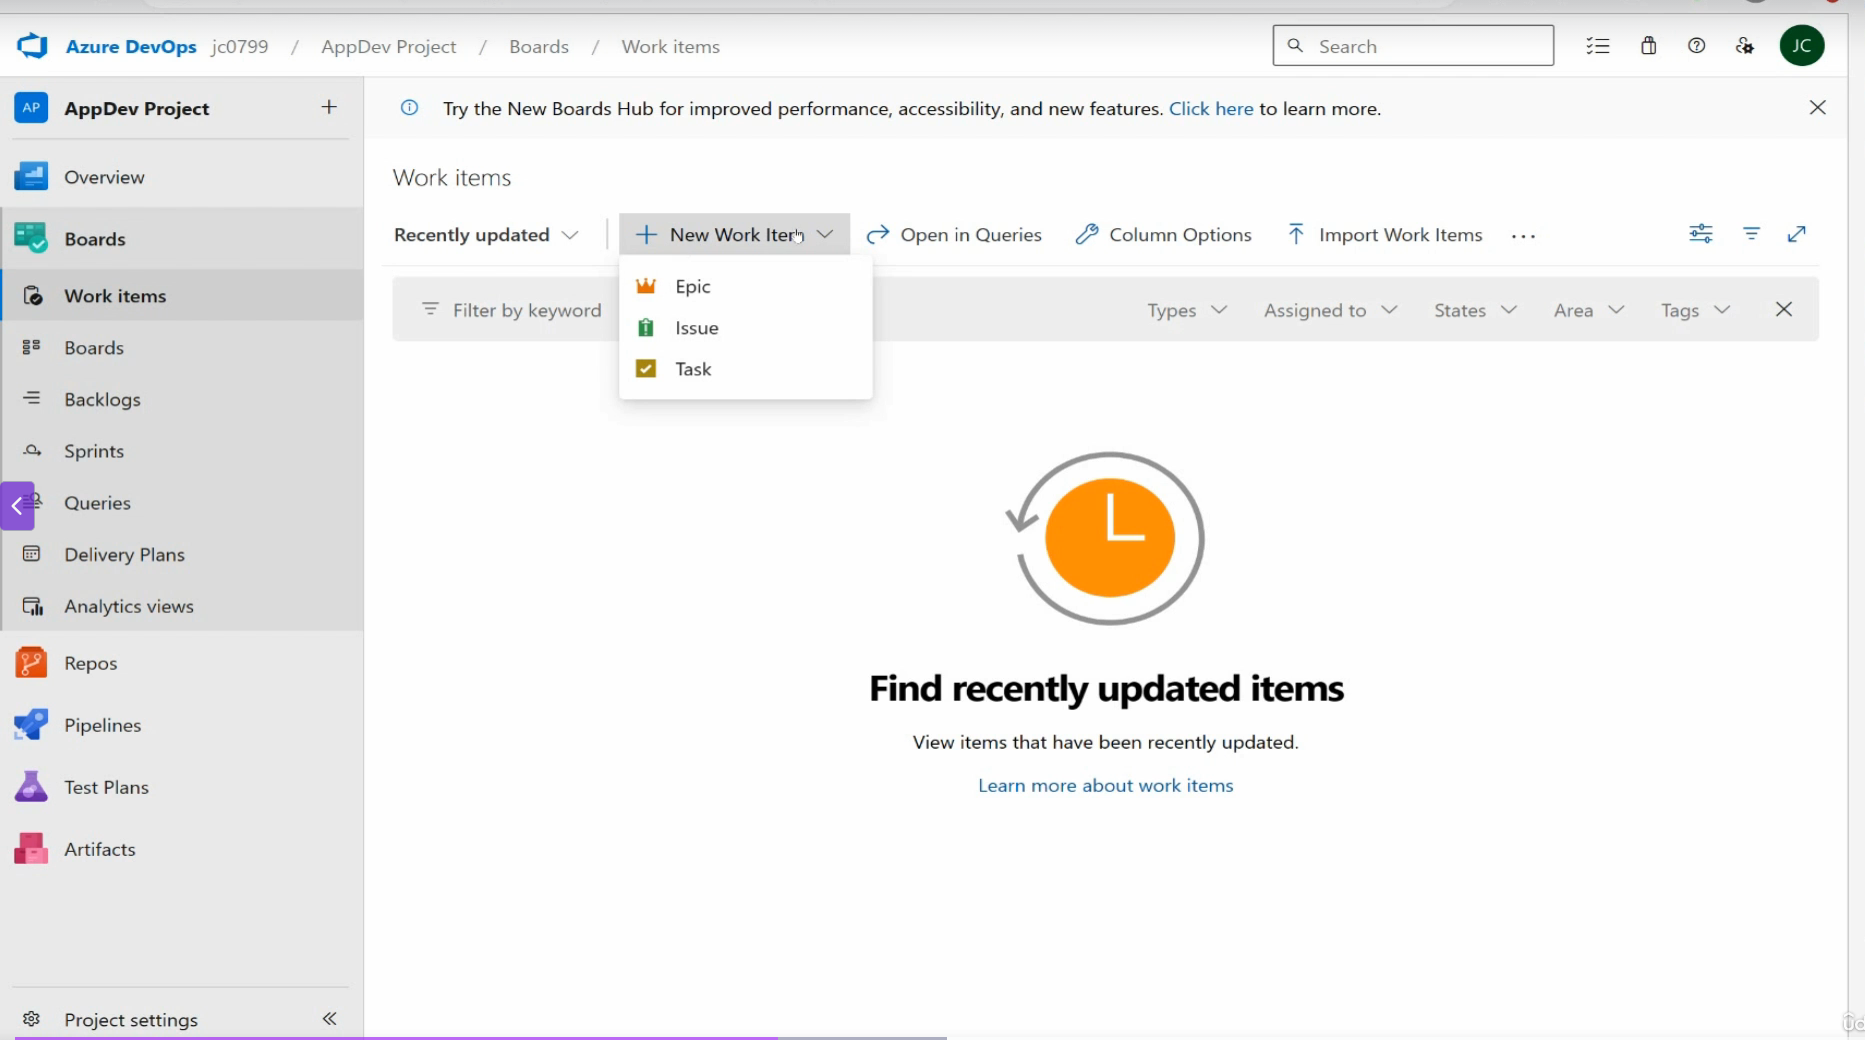 Azure DevOps jc0799 / AppDev Project / Boards / Work items Search JC
AP AppDev Project +
Try the New Boards Hub for improved performance, accessibility, and new features. Click here to learn more.
Overview
Work items
Boards
Recently updated New Work Item Open in Queries Column Options Import Work Items ...
Work items
Epic
Filter by keyword Types Assigned to States Area Tags
Issue
Boards
Task
Backlogs
Sprints
Queries
Delivery Plans
Analytics views
Repos
Find recently updated items
Pipelines
View items that have been recently updated.
Test Plans
Learn more about work items
Artifacts
Project settings